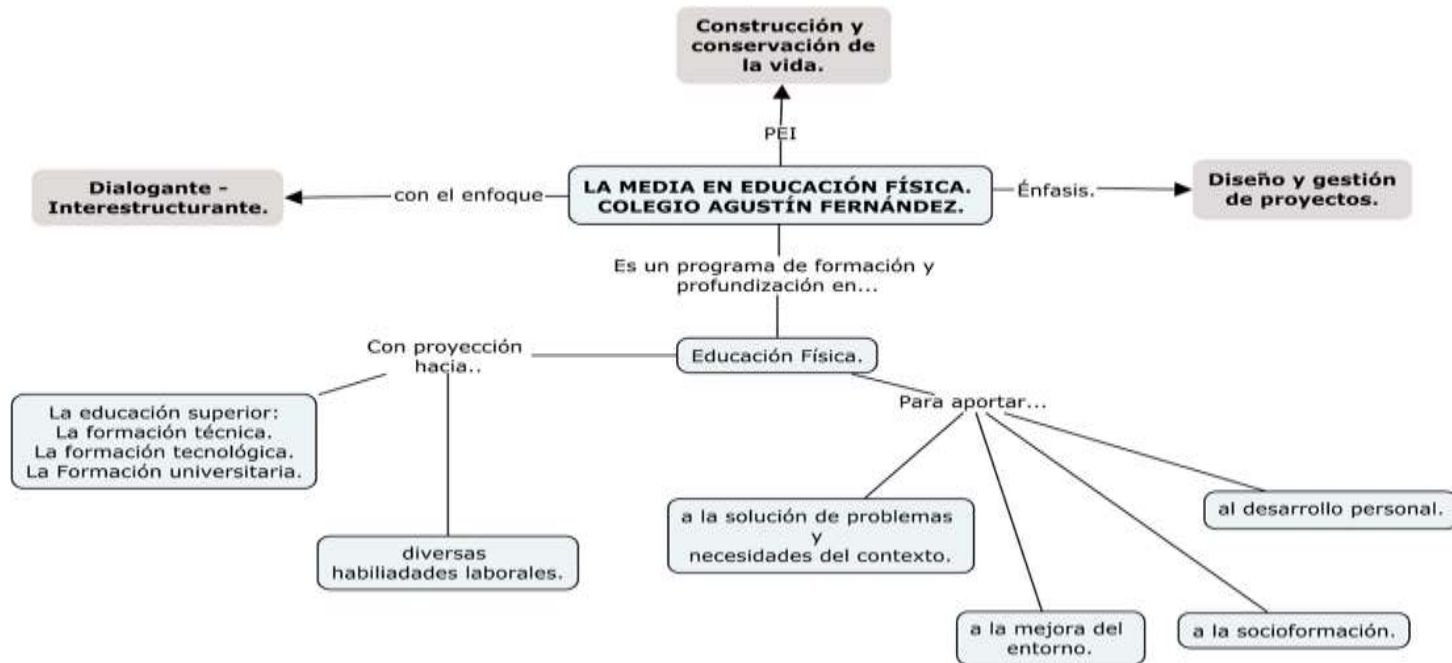 Construcción y
conservación de
la vida.
PEI
Dialogante -
Interestructurante.
con el enfoque
LA MEDIA EN EDUCACIÓN FÍSICA.
COLEGIO AGUSTÍN FERNÁNDEZ.
Énfasis.
Diseño y gestión
de proyectos.
Es un programa de formación y
profundización en...
Educación Física.
Con proyección
hacia..
La educación superior:
La formación técnica.
La formación tecnológica.
La Formación universitaria.
diversas
habiliadades laborales.
Para aportar...
a la solución de problemas
y
necesidades del contexto.
a la mejora del
entorno.
a la socioformación.
al desarrollo personal.